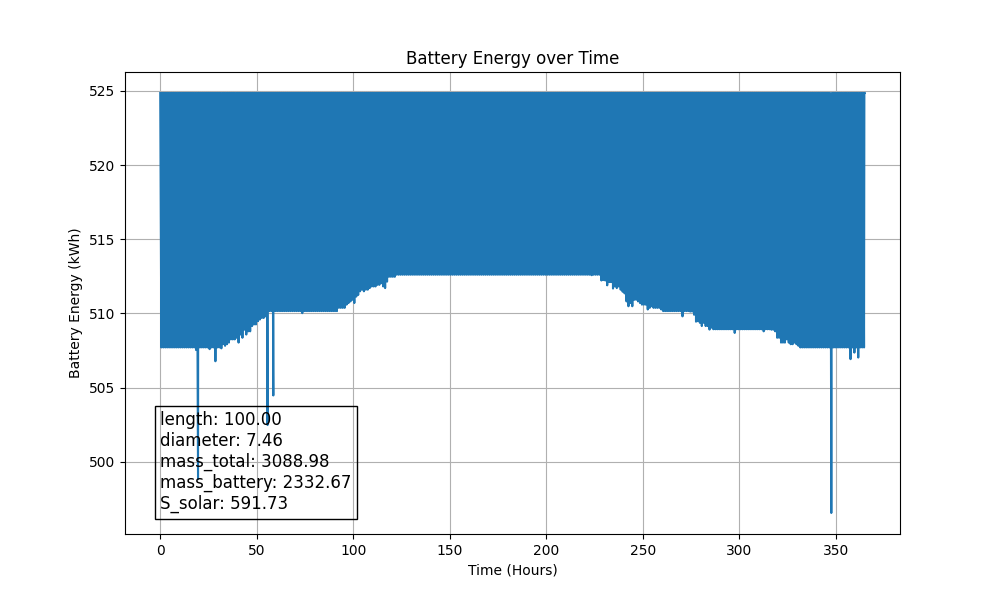 Battery Energy over Time
Battery Energy (kWh)
525
520
515
510
505
500
length: 100.00
diameter: 7.46
mass_total: 3088.98
mass_battery: 2332.67
S_solar: 591.73
0 50 100 150 200 250 300 350
Time (Hours)